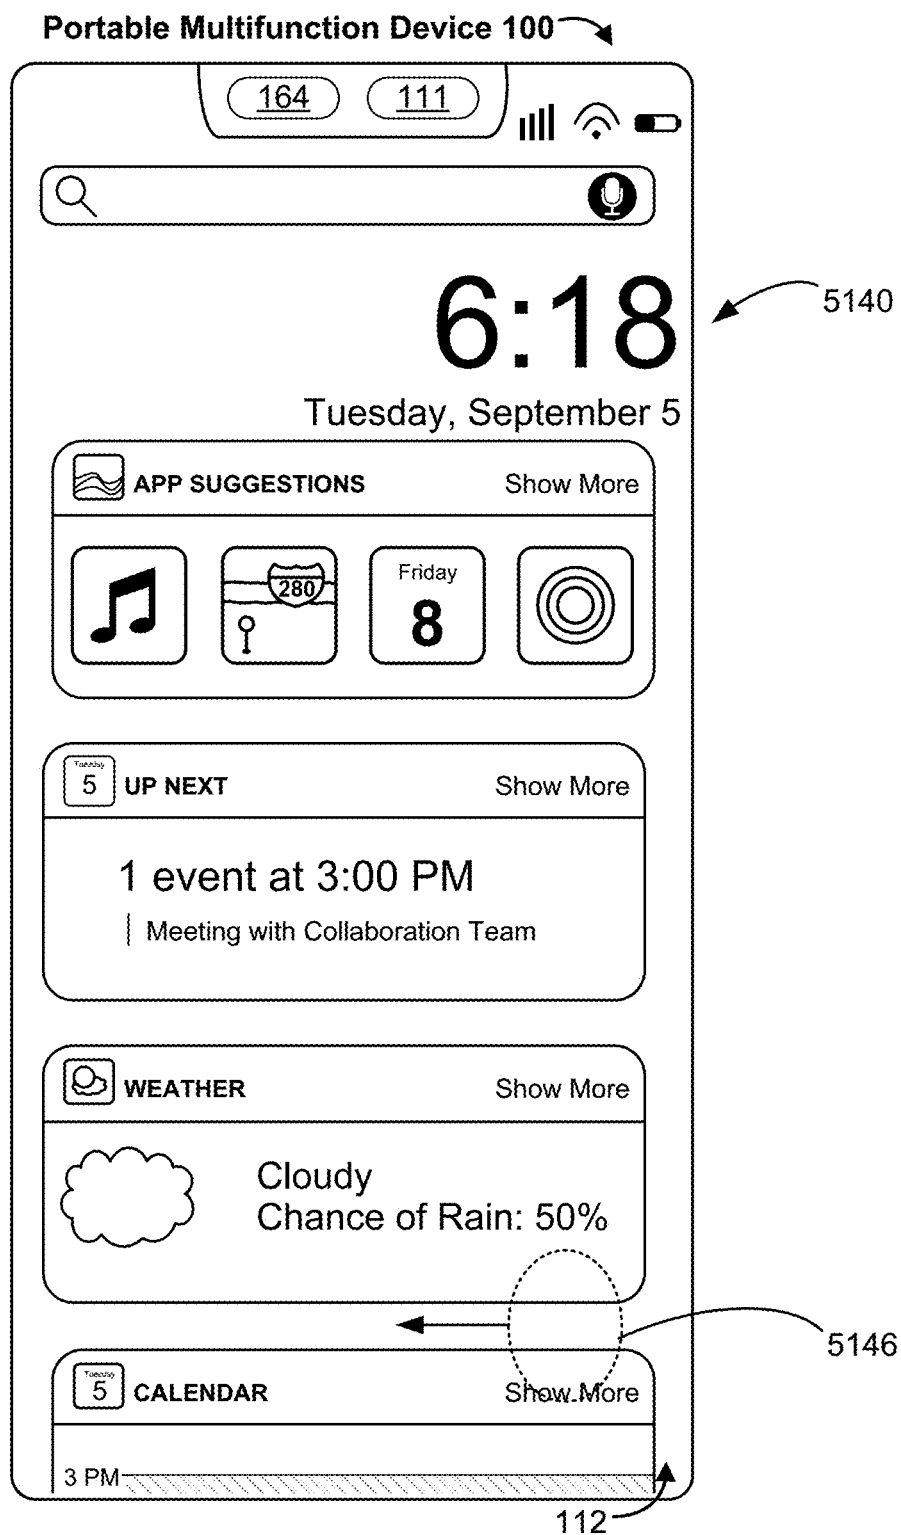 Portable Multifunction Device 100
164 111
6:18
5140
Tuesday, September 5
APP SUGGESTIONS Show More
280
Friday
8
Tuesday
5
UP NEXT Show More
1 event at 3:00 PM
Meeting with Collaboration Team
WEATHER Show More
Cloudy
Chance of Rain: 50%
5146
Tuesday
5
CALENDAR Show More
3 PM
112